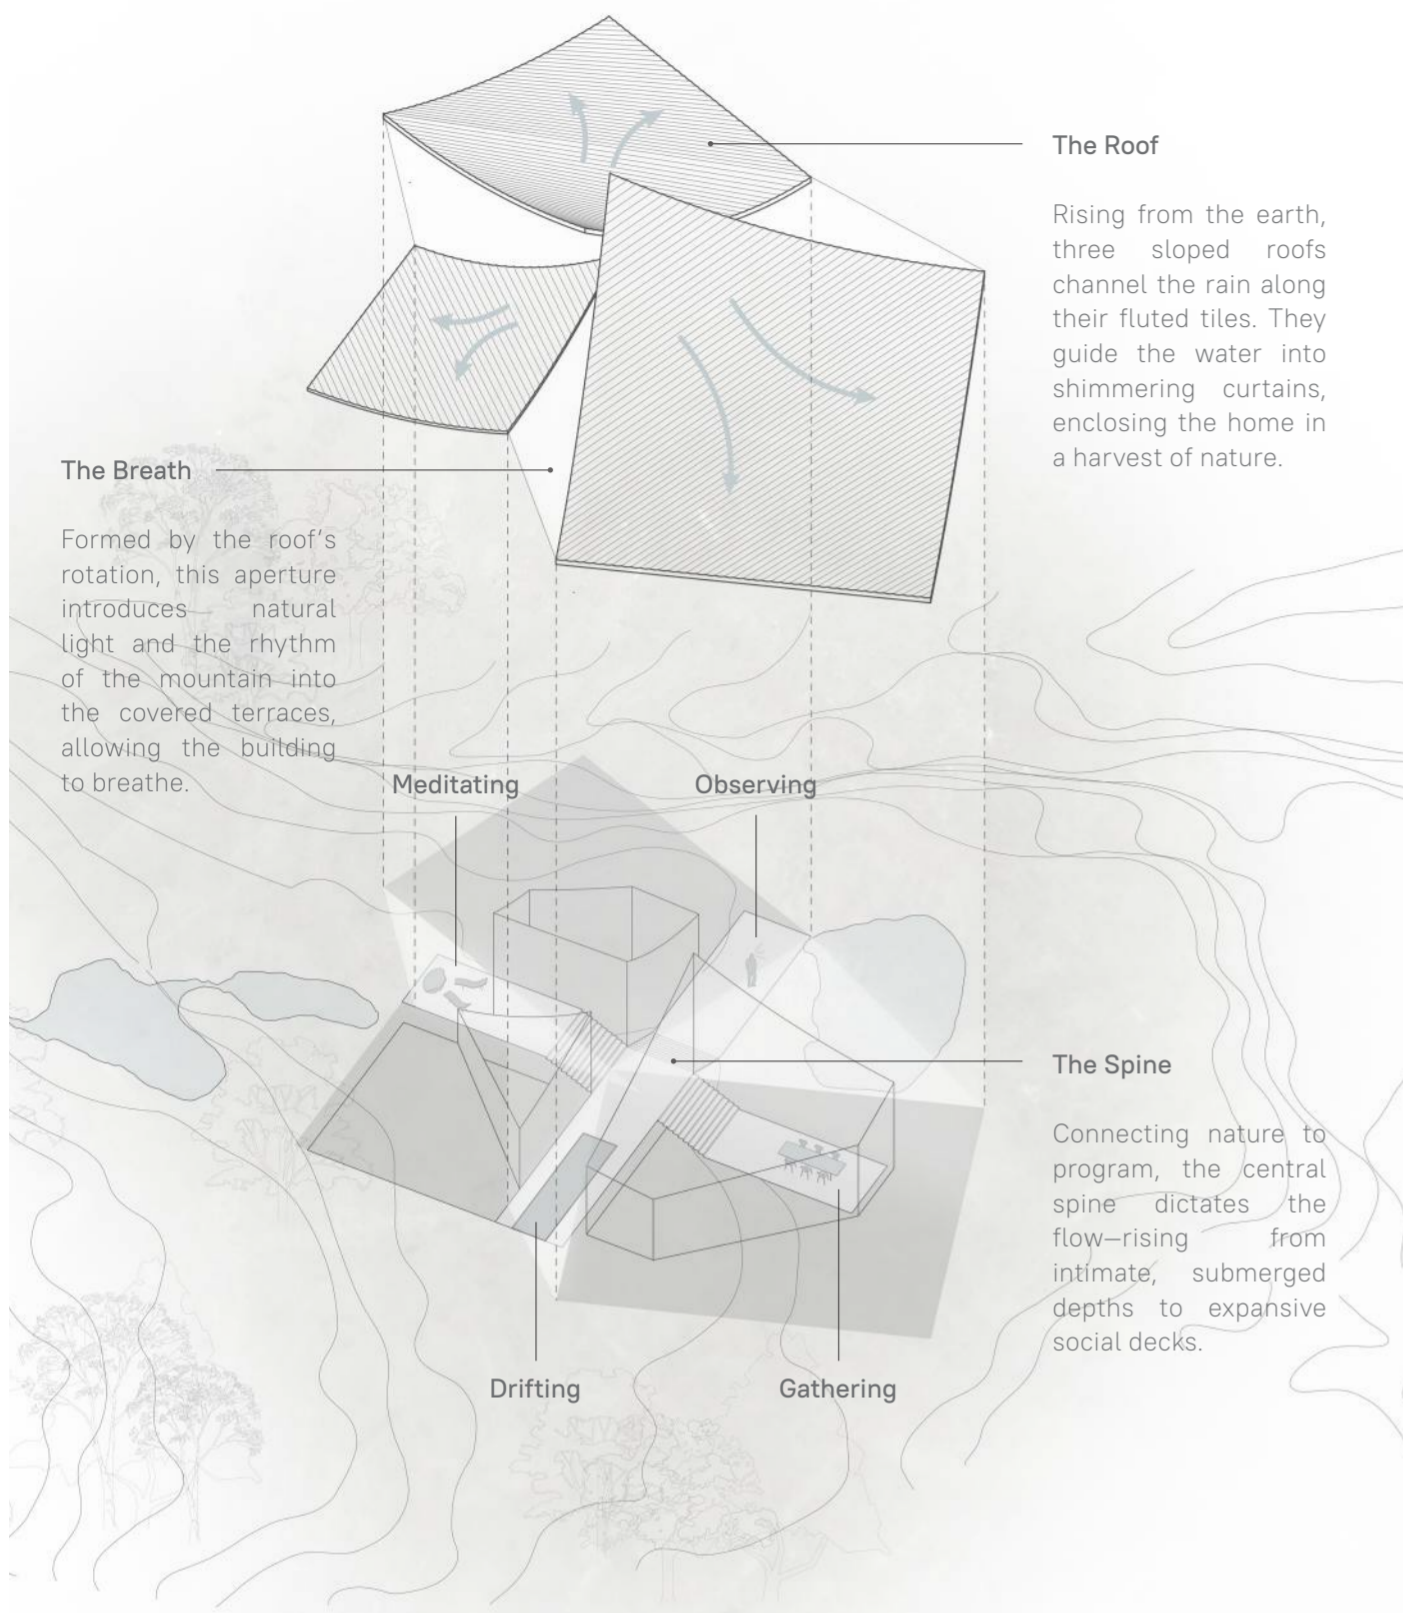 The Roof
Rising from the earth,
three sloped roofs
channel the rain along
their fluted tiles. They
guide the water into
shimmering curtains,
enclosing the home in
a harvest of nature.
The Breath
Formed by the roof's
rotation, this aperture
introduces natural
light and the rhythm
of the mountain into
the covered terraces,
allowing the building
to breathe.
Meditating
Observing
The Spine
Connecting nature to
program, the central
spine dictates the
flow—rising from
intimate, submerged
depths to expansive
social decks.
Drifting
Gathering